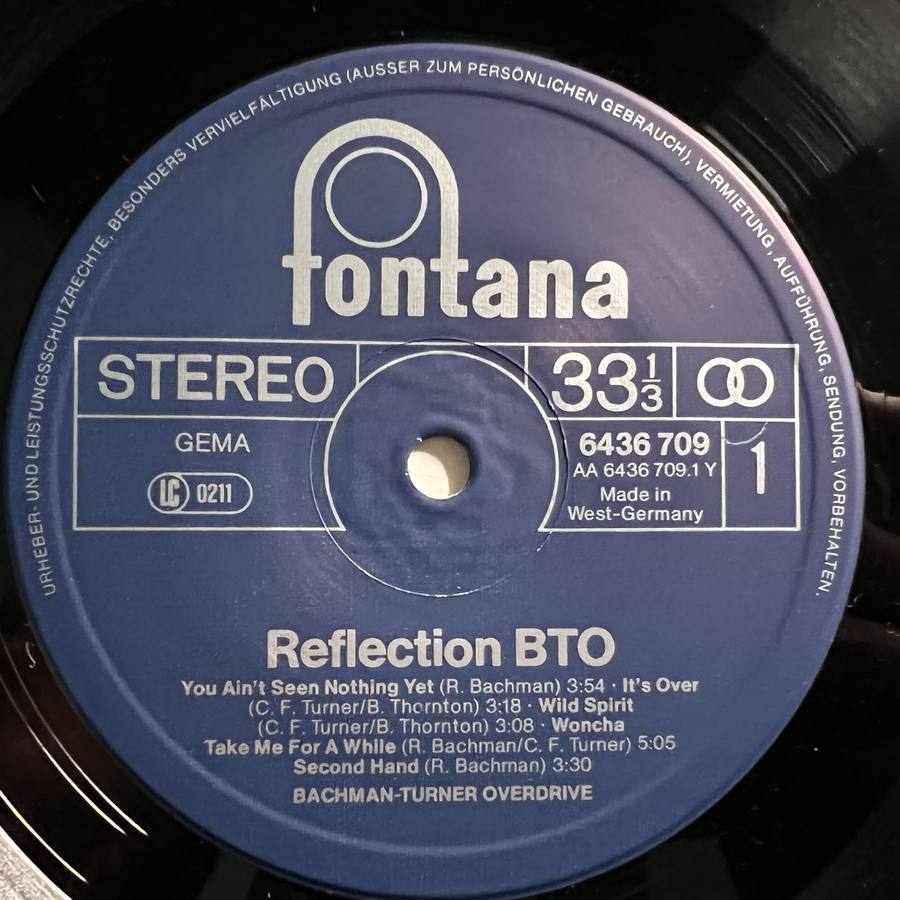 URHEBER- UND LEISTUNGSSCHUTZRECHTE, BESONDERS VERVIELFÄLTIGUNG (AUSSER ZUM PERSÖNLICHEN GEBRAUCH), VERMIETUNG, AUFFÜHRUNG, SENDUNG, VORBEHALTEN.
fontana
STEREO
33 1/3
GEMA
LC 0211
6436 709
AA 6436 709.1 Y
Made in
West-Germany
1
Reflection BTO
You Ain't Seen Nothing Yet (R. Bachman) 3:54 · It's Over
(C. F. Turner/B. Thornton) 3:18 · Wild Spirit
(C. F. Turner/B. Thornton) 3:08 · Woncha
Take Me For A While (R. Bachman/C. F. Turner) 5:05
Second Hand (R. Bachman) 3:30
BACHMAN-TURNER OVERDRIVE